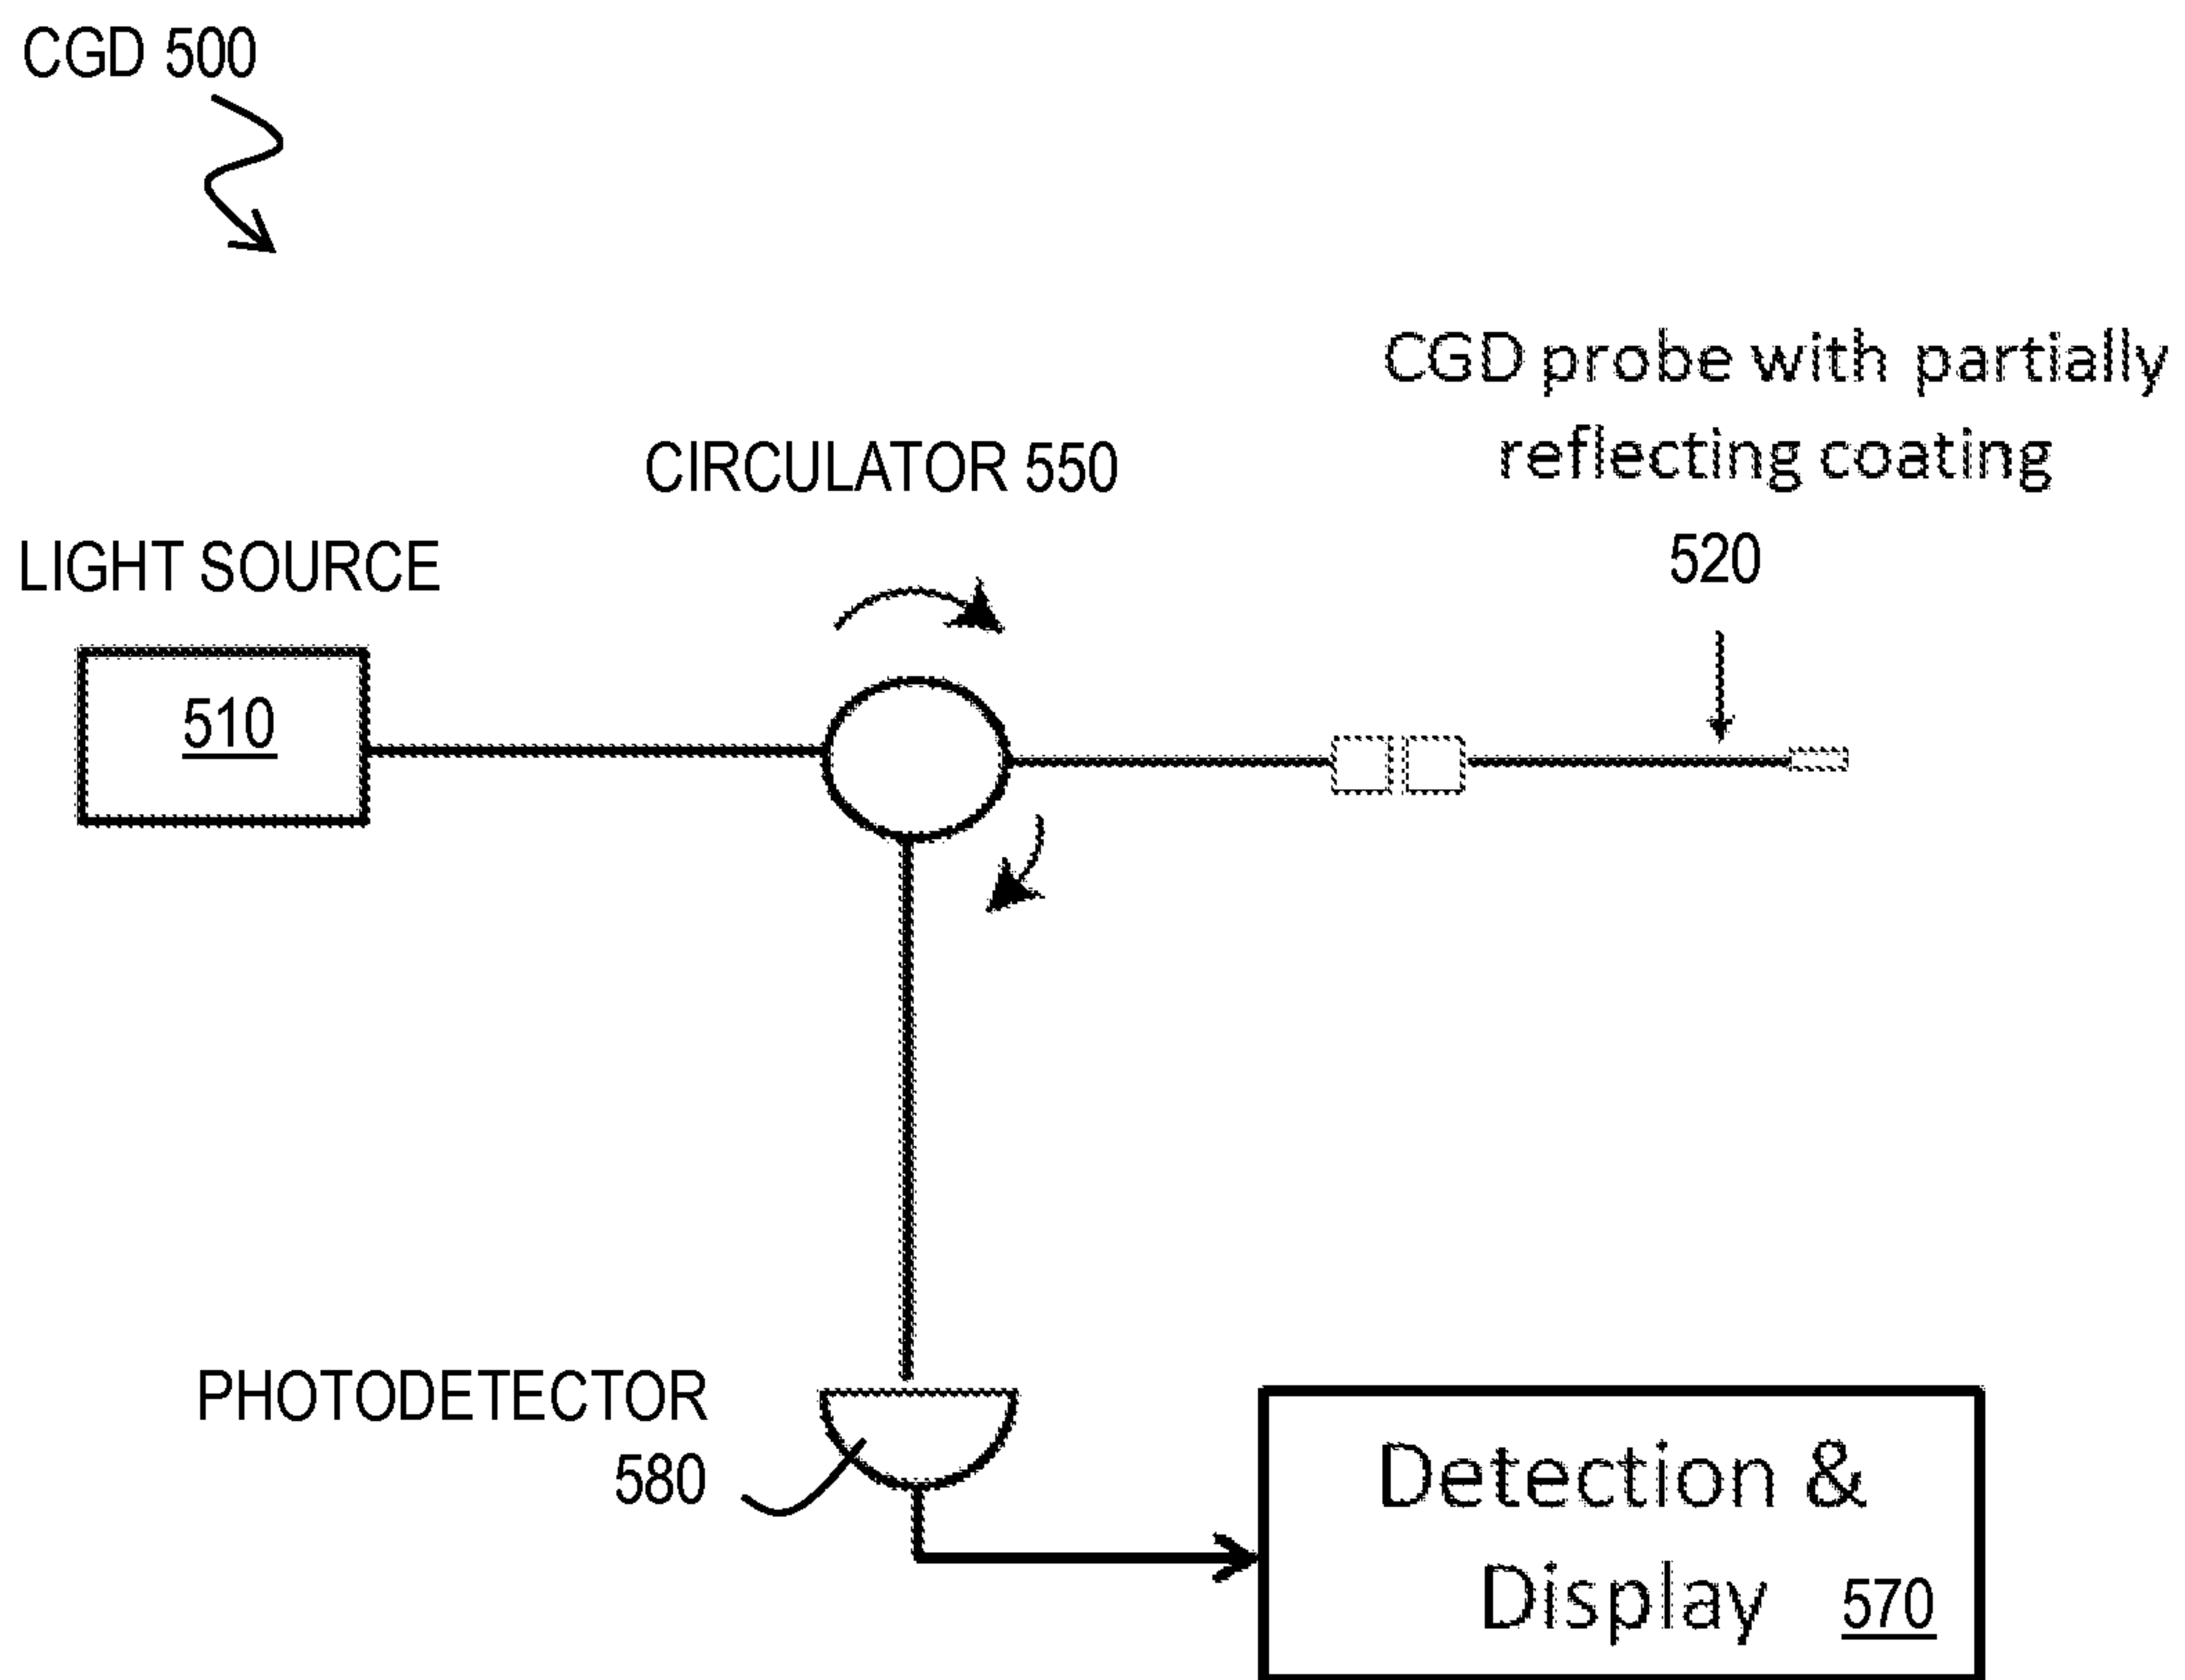 CGD 500
CGD probe with partially
reflecting coating
520
CIRCULATOR 550
LIGHT SOURCE
510
PHOTODETECTOR
580
Detection &
Display 570